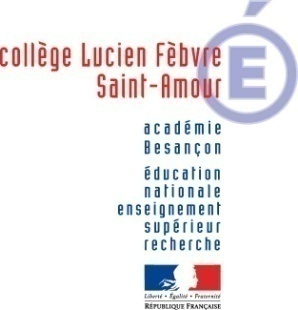 collège Lucien Fèbvre
Saint-Amour
É
académie
Besançon
éducation
nationale
enseignement
supérieur
recherche
Liberté • Égalité • Fraternité
RÉPUBLIQUE FRANÇAISE